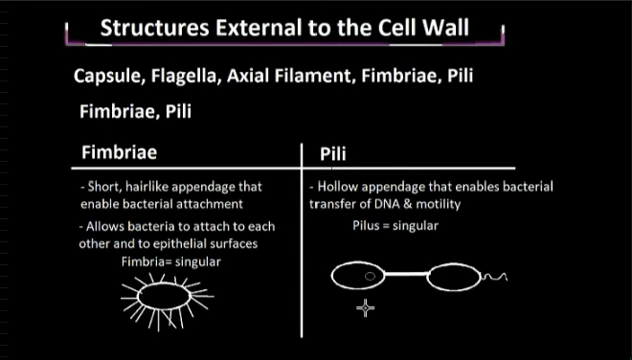 Structures External to the Cell Wall
Capsule, Flagella, Axial Filament, Fimbriae, Pili
Fimbriae, Pili
Fimbriae
- Short, hairlike appendage that
enable bacterial attachment
- Allows bacteria to attach to each
other and to epithelial surfaces
Fimbria= singular
Pili
- Hollow appendage that enables bacterial
transfer of DNA & motility
Pilus = singular